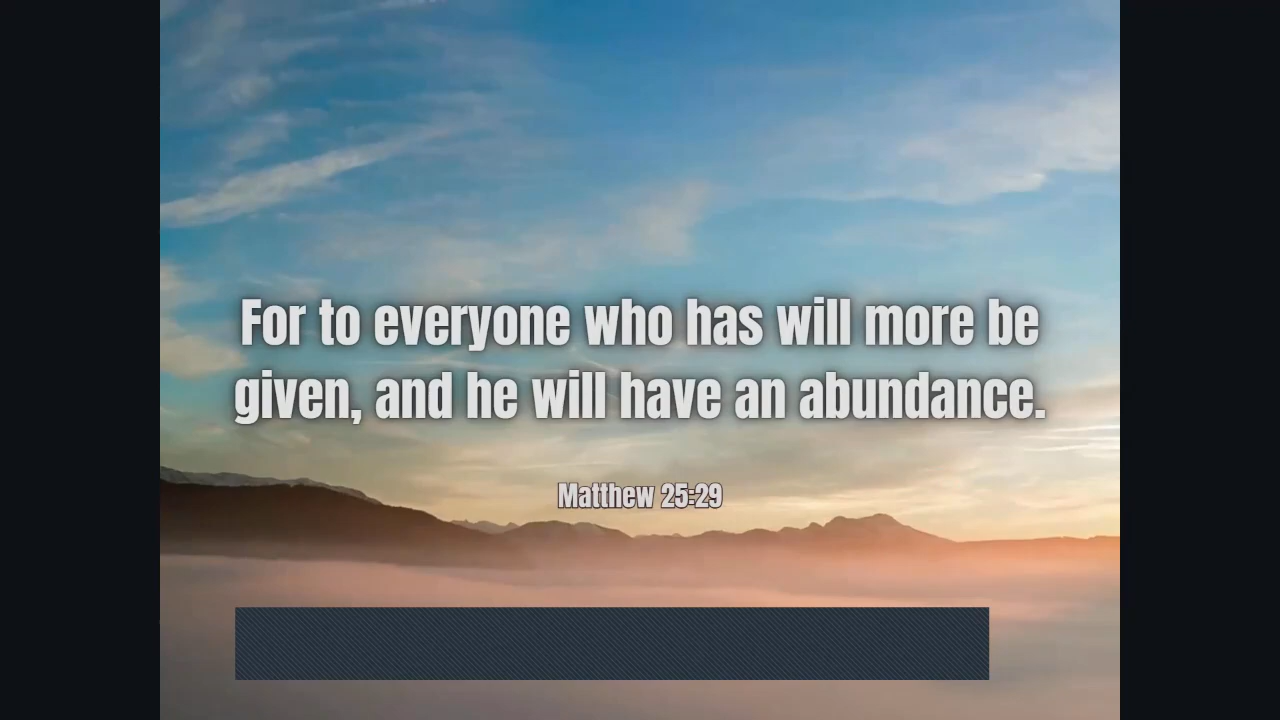 For to everyone who has will more be
given, and he will have an abundance.
Matthew 25:29